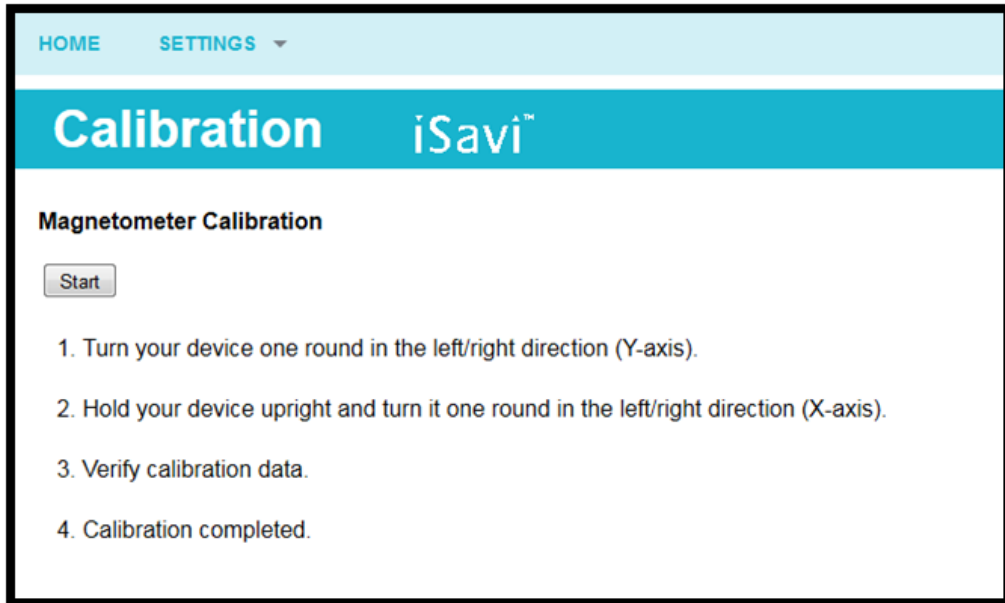 HOME SETTINGS
Calibration iSavi™
Magnetometer Calibration
Start
1. Turn your device one round in the left/right direction (Y-axis).
2. Hold your device upright and turn it one round in the left/right direction (X-axis).
3. Verify calibration data.
4. Calibration completed.